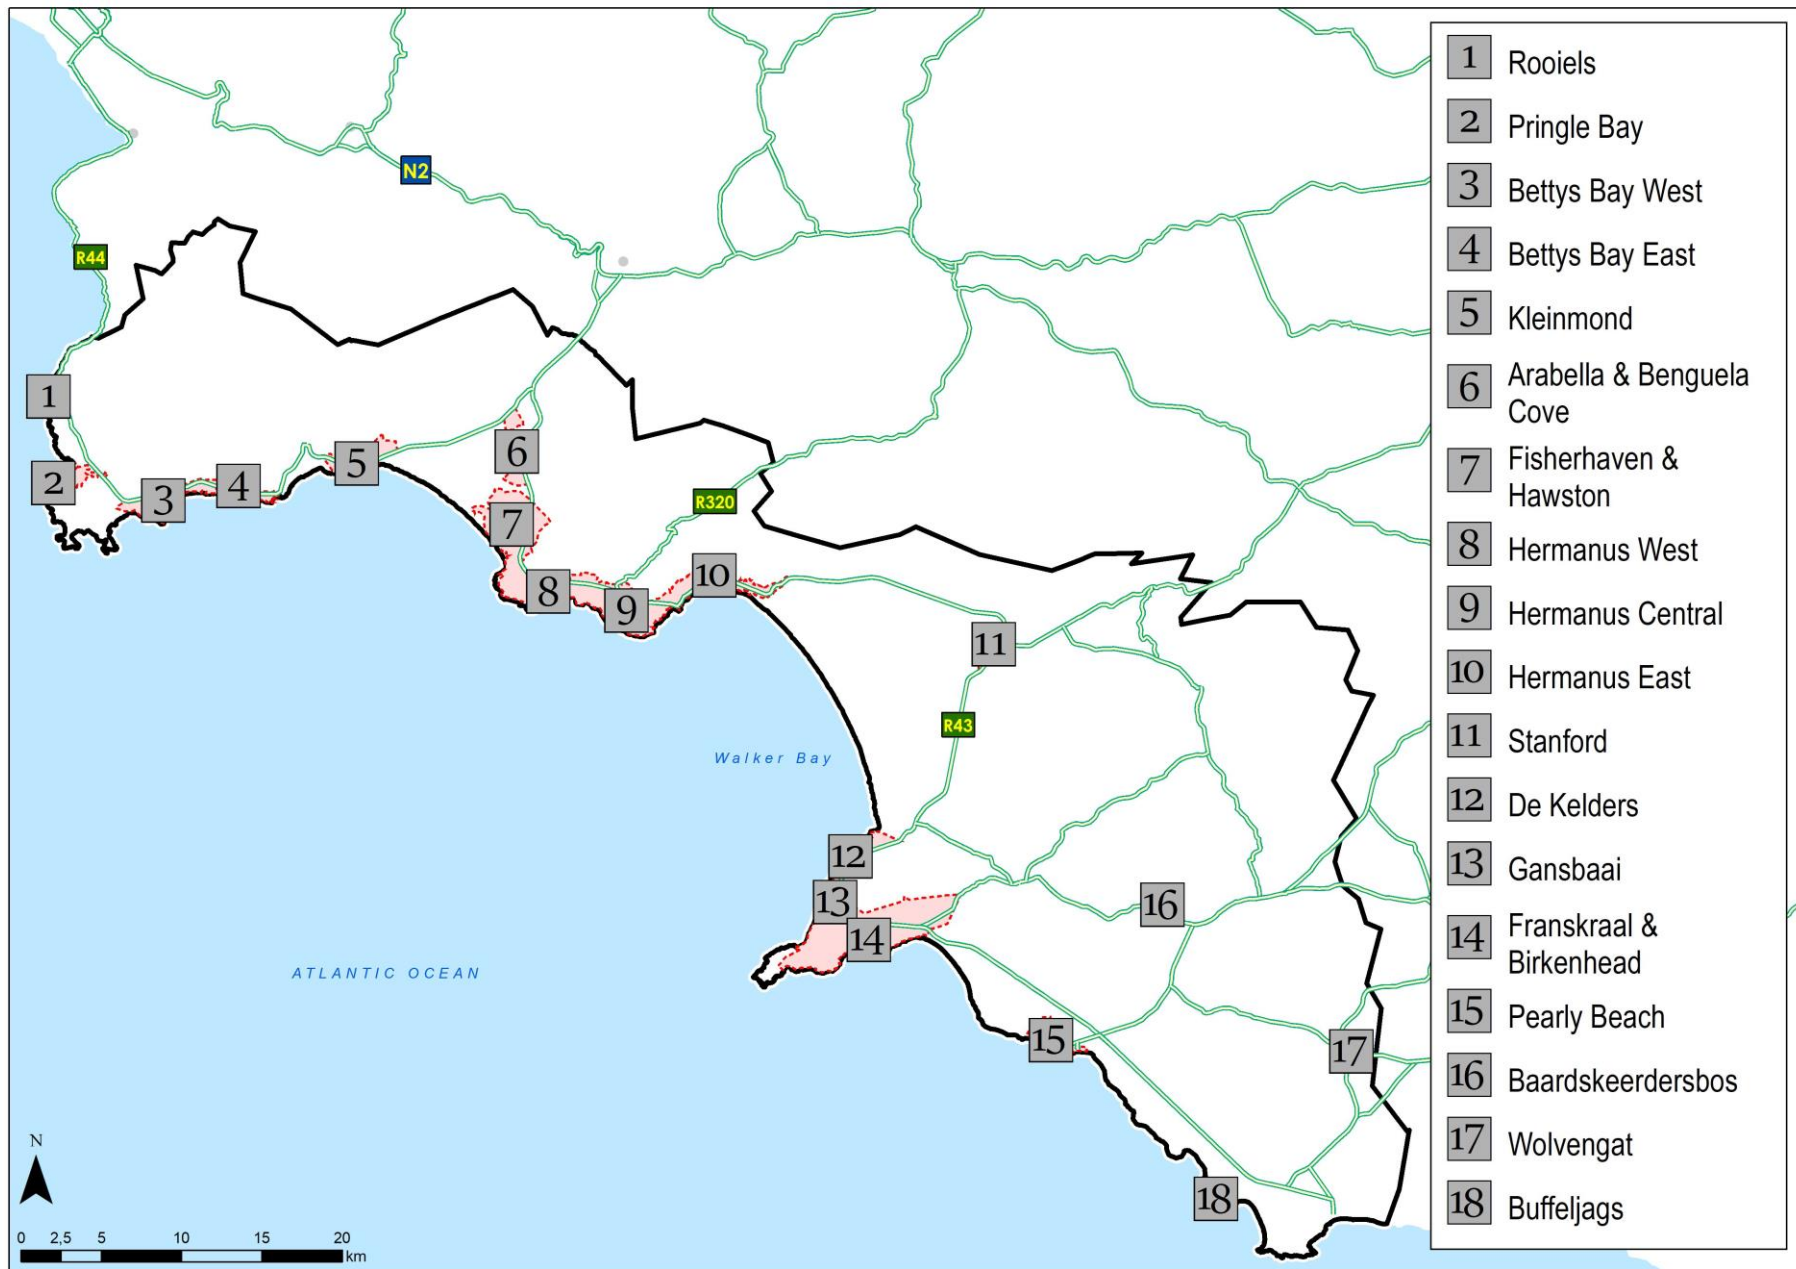 N2
R44
R320
R43
1
2
3
4
5
6
7
8
9
10
11
12
13
14
15
16
17
18
Walker Bay
ATLANTIC OCEAN
N
0 2,5 5 10 15 20
km
1 Rooiels
2 Pringle Bay
3 Bettys Bay West
4 Bettys Bay East
5 Kleinmond
6 Arabella & Benguela
Cove
7 Fisherhaven &
Hawston
8 Hermanus West
9 Hermanus Central
10 Hermanus East
11 Stanford
12 De Kelders
13 Gansbaai
14 Franskraal &
Birkenhead
15 Pearly Beach
16 Baardskeerdersbos
17 Wolvengat
18 Buffeljags